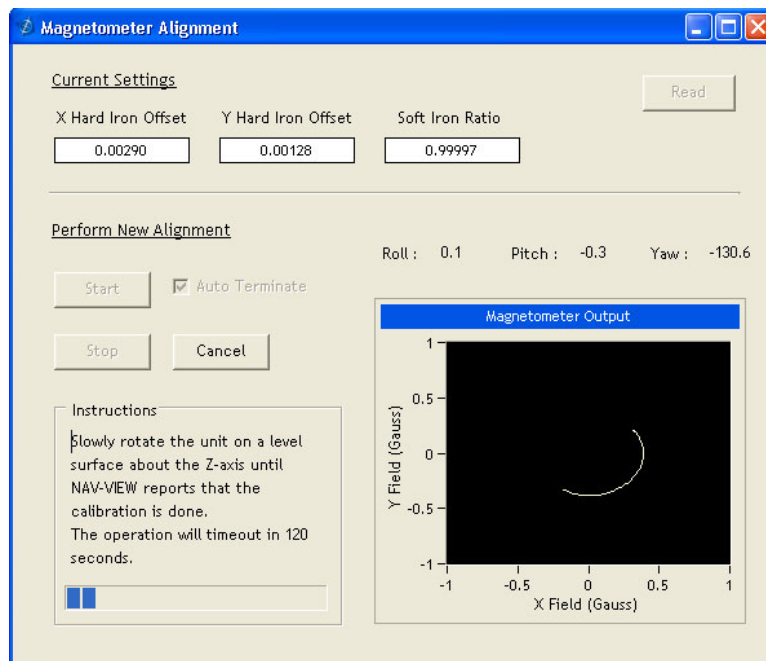 Magnetometer Alignment
Current Settings
Read
X Hard Iron Offset
Y Hard Iron Offset
Soft Iron Ratio
0.00290
0.00128
0.99997
Perform New Alignment
Roll : 0.1
Pitch : -0.3
Yaw : -130.6
Start
Auto Terminate
Stop
Cancel
Instructions
Slowly rotate the unit on a level
surface about the Z-axis until
NAV-VIEW reports that the
calibration is done.
The operation will timeout in 120
seconds.
Magnetometer Output
Y Field (Gauss)
1
0.5
0
-0.5
-1
-1
-0.5
0
0.5
1
X Field (Gauss)